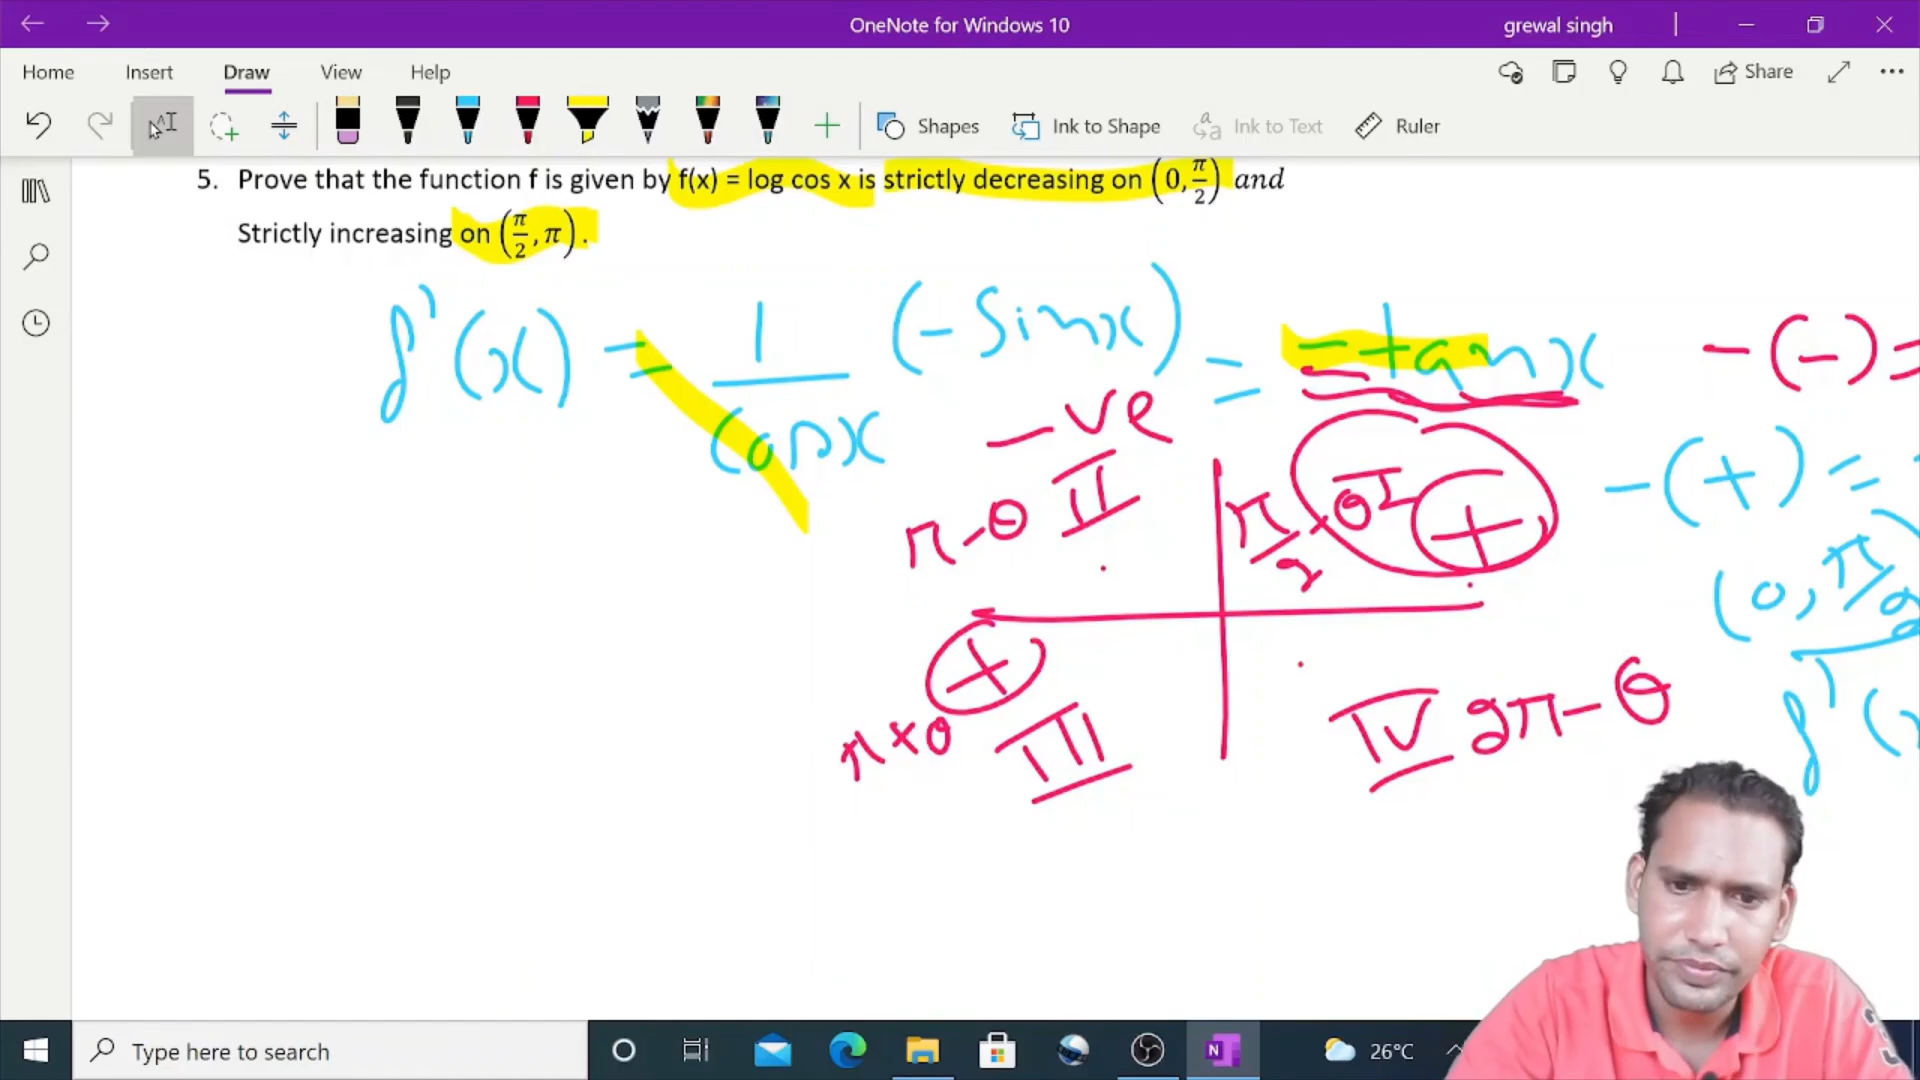 OneNote for Windows 10
grewal singh
Home Insert Draw View Help
Share
Shapes Ink to Shape Ink to Text Ruler
5. Prove that the function f is given by f(x) = log cos x is strictly decreasing on (0, π/2) and
Strictly increasing on (π/2, π).
f'(x) = 1/cosx (-Sinx) = -tanx
-(-) =
-ve
II
π-θ
π/2 - θ I +
-(+) =
(0, π/2
+
π+θ III
IV 2π-θ
f'(x
Type here to search
26°C